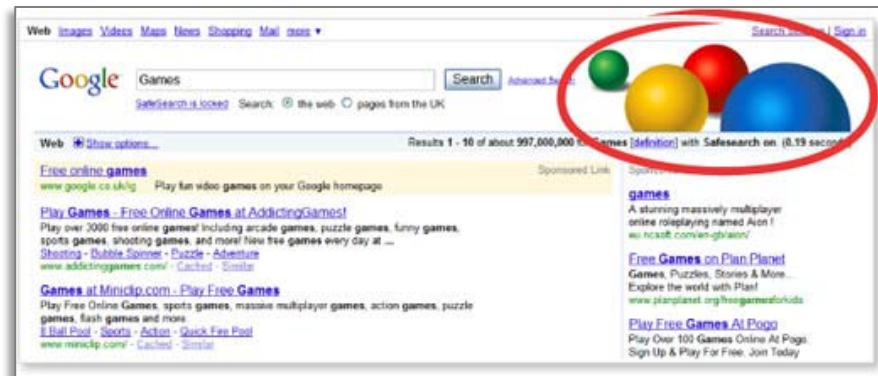 Web Images Videos Maps News Shopping Mail more ▼
Search Settings | Sign in
Google
Games
Search
Advanced Search
SafeSearch is locked Search: the web pages from the UK
Web Show options...
Results 1 - 10 of about 997,000,000 for Games [definition] with Safesearch on. (0.19 seconds)
Free online games
www.google.co.uk/ig Play fun video games on your Google homepage
Sponsored Link
Play Games - Free Online Games at AddictingGames!
Play over 3000 free online games! Including arcade games, puzzle games, funny games,
sports games, shooting games, and more! New free games every day at ...
Shooting - Bubble Spinner - Puzzle - Adventure
www.addictinggames.com/ - Cached - Similar
Games at Miniclip.com - Play Free Games
Play Free Online Games, sports games, massive multiplayer games, action games, puzzle
games, flash games and more.
8 Ball Pool - Sports - Action - Quick Fire Pool
www.miniclip.com/ - Cached - Similar
games
A stunning massively multiplayer
online roleplaying named Aion !
eu.ncsoft.com/en-gb/aion/
Free Games on Plan Planet
Games, Puzzles, Stories & More...
Explore the world with Plan!
www.planplanet.org/freegamesforkids
Play Free Games At Pogo
Play Over 100 Games Online At Pogo.
Sign Up & Play For Free. Join Today